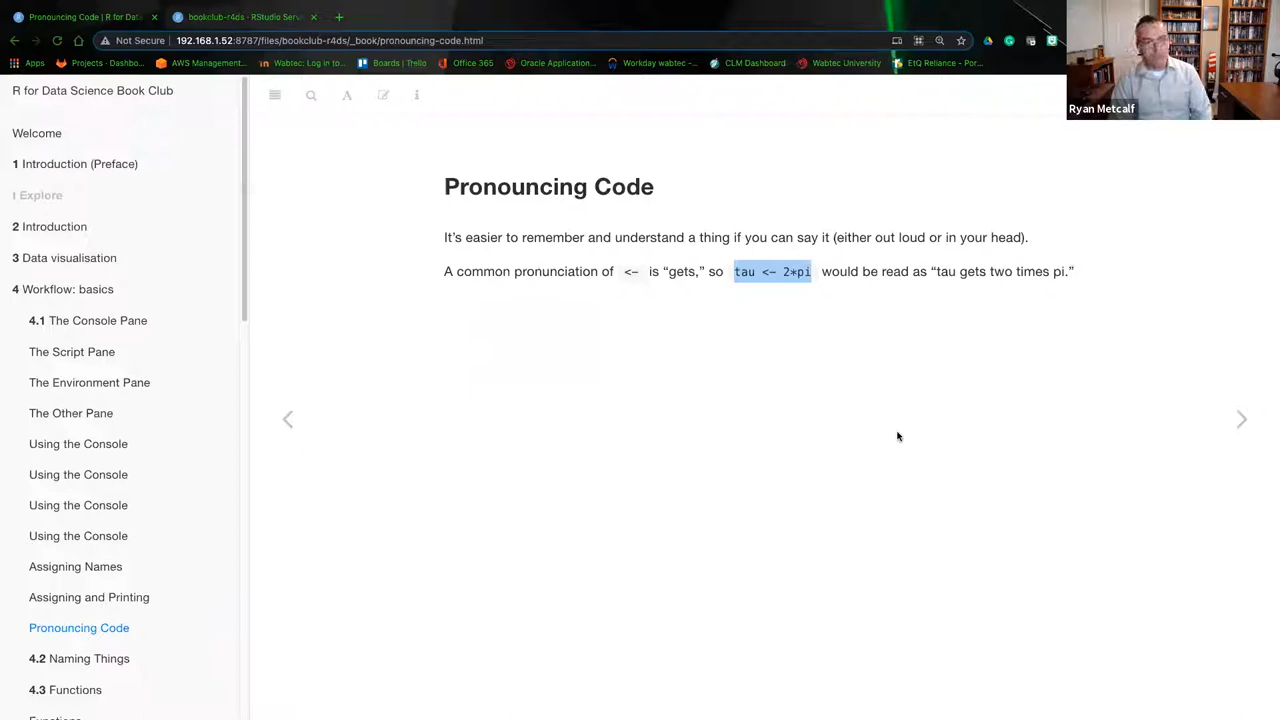 Pronouncing Code | R for Dat
bookclub-r4ds - RStudio Serv
Not Secure | 192.168.1.52:8787/files/bookclub-r4ds/_book/pronouncing-code.html
Apps Projects - Dashbo... AWS Management... Wabtec: Log in to... Boards | Trello Office 365 Oracle Application... Workday wabtec -... CLM Dashboard Wabtec University EtQ Reliance - Por...
Ryan Metcalf
R for Data Science Book Club
Welcome
1 Introduction (Preface)
I Explore
2 Introduction
3 Data visualisation
4 Workflow: basics
4.1 The Console Pane
The Script Pane
The Environment Pane
The Other Pane
Using the Console
Using the Console
Using the Console
Using the Console
Assigning Names
Assigning and Printing
Pronouncing Code
4.2 Naming Things
4.3 Functions
Pronouncing Code
It’s easier to remember and understand a thing if you can say it (either out loud or in your head).
A common pronunciation of <- is “gets,” so tau <- 2*pi would be read as “tau gets two times pi.”